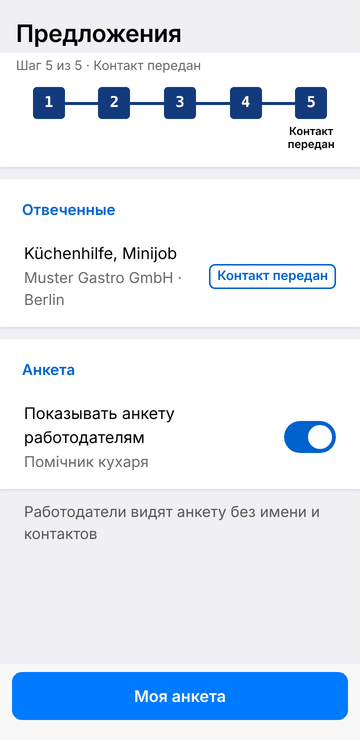 Предложения
Шаг 5 из 5 · Контакт передан
1 2 3 4 5
Контакт
передан
Отвеченные
Küchenhilfe, Minijob
Muster Gastro GmbH ·
Berlin
Контакт передан
Анкета
Показывать анкету
работодателям
Помічник кухаря
Работодатели видят анкету без имени и
контактов
Моя анкета